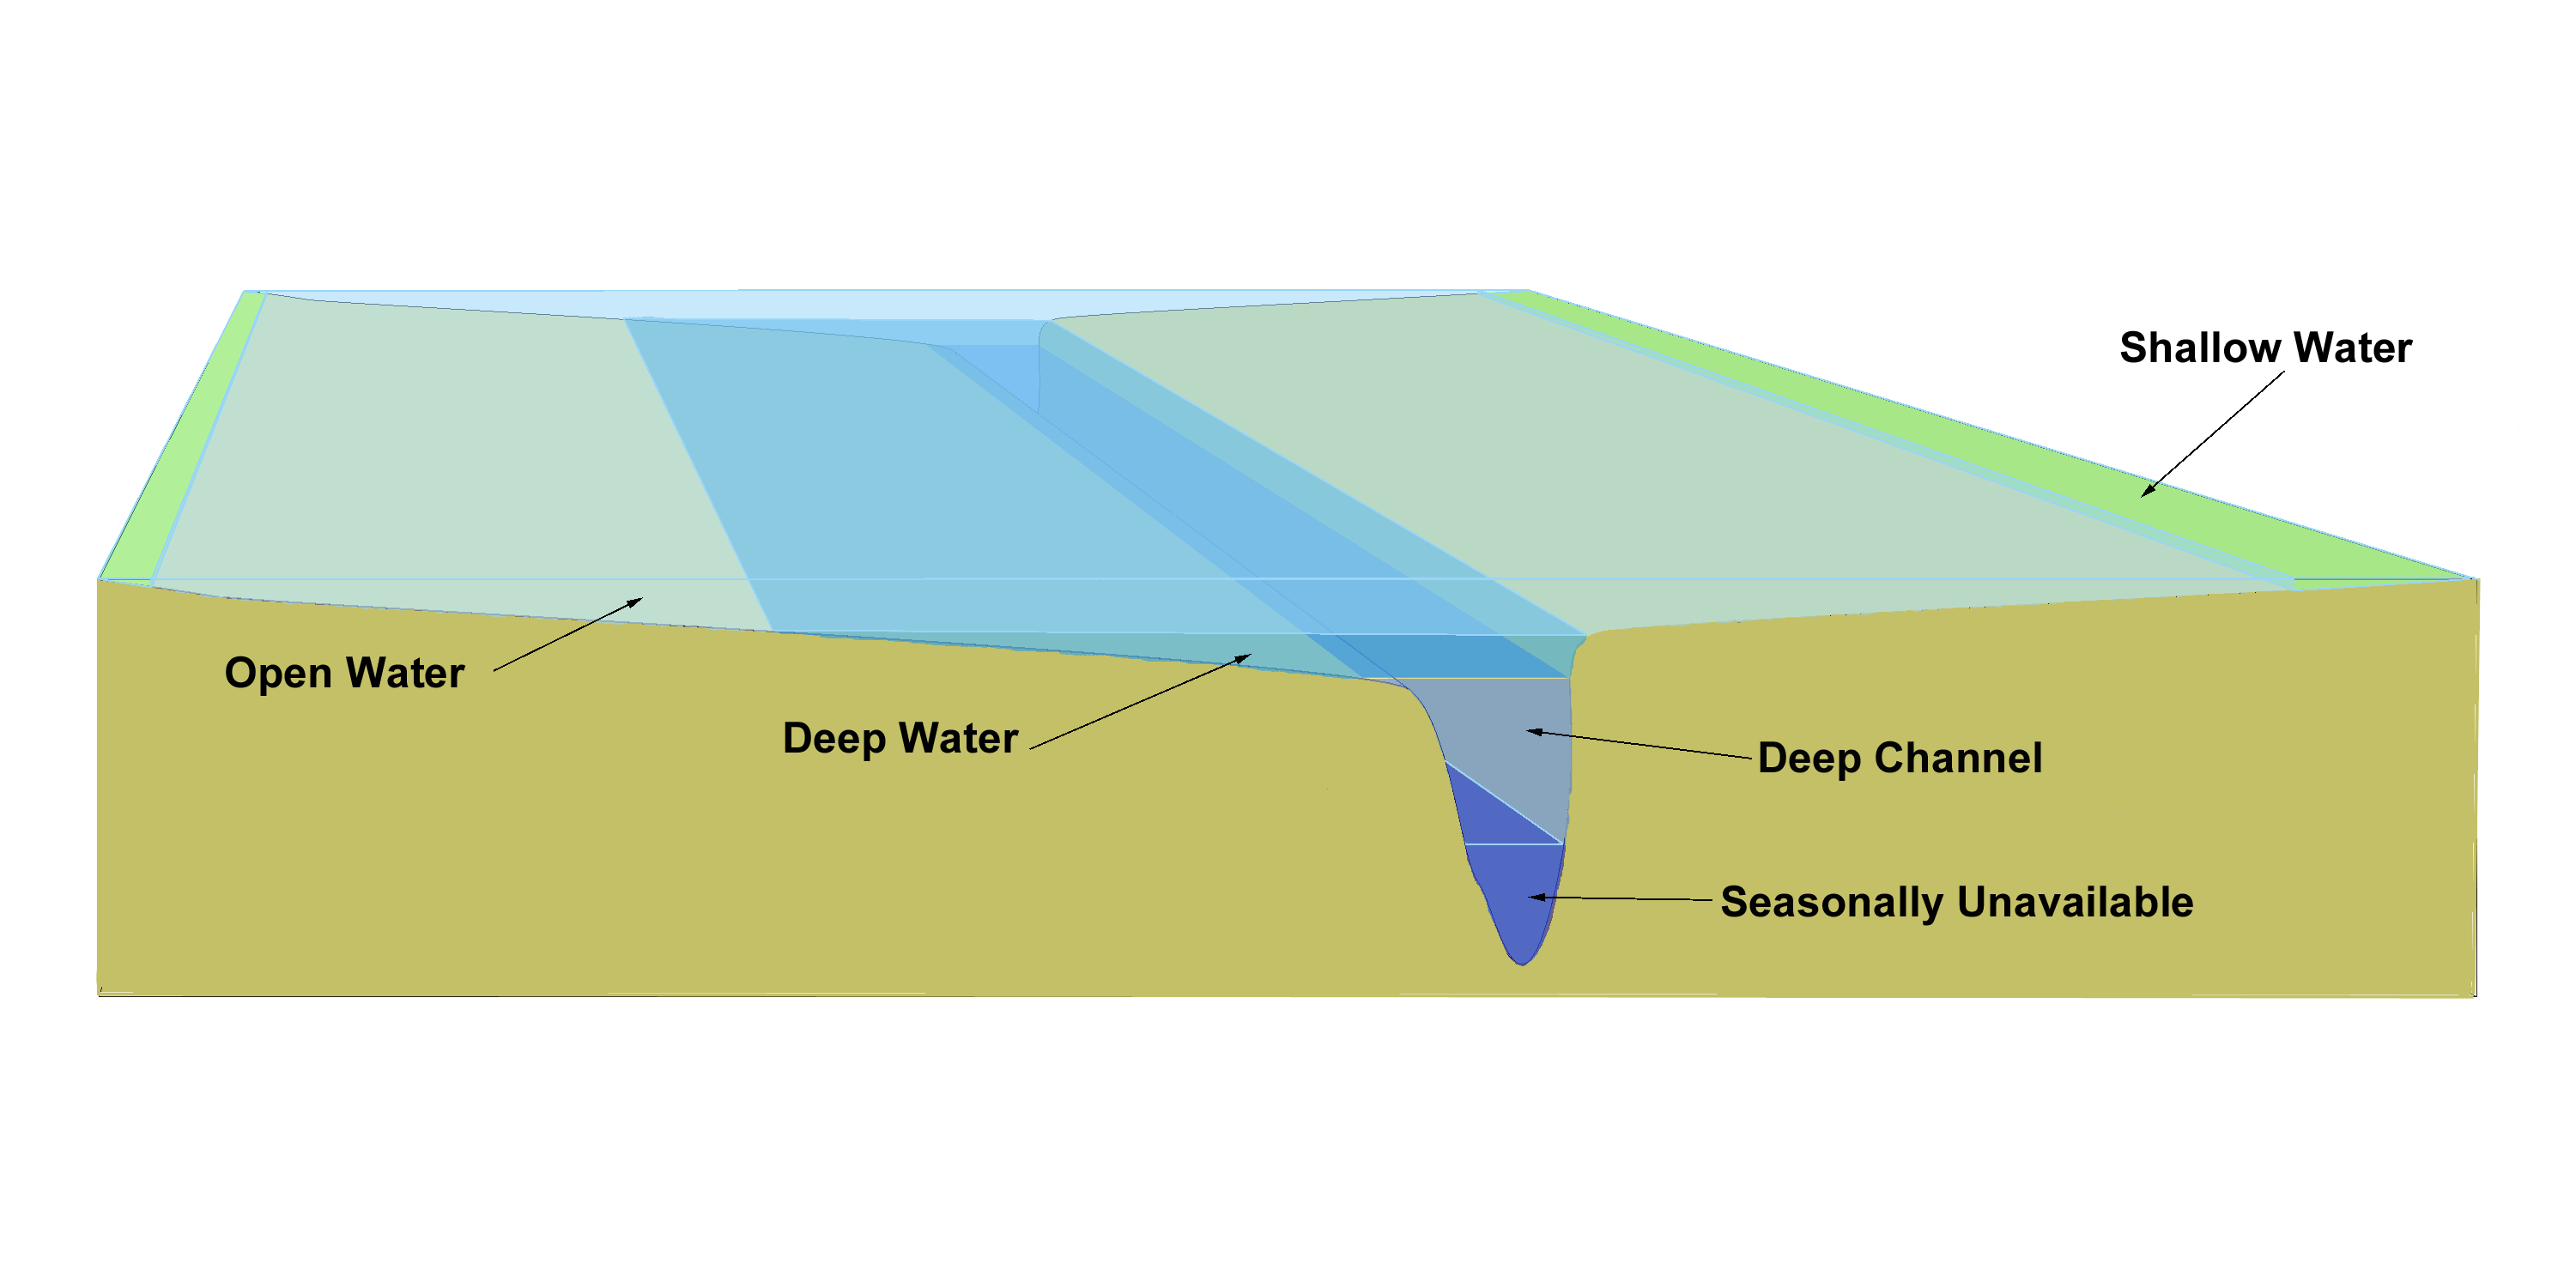 Shallow Water
Open Water
Deep Water
Deep Channel
Seasonally Unavailable